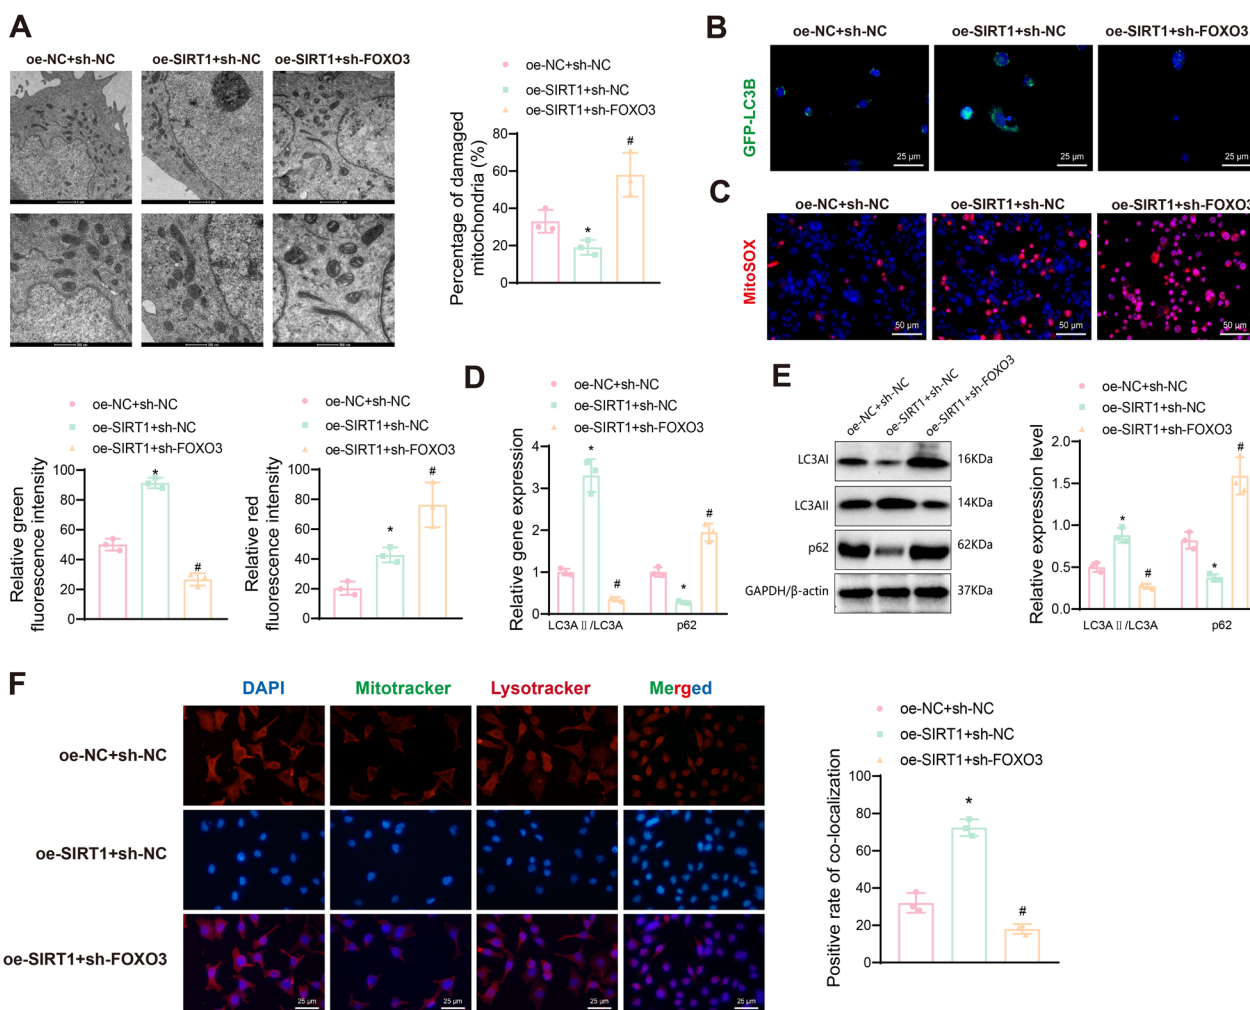 A
oe-NC+sh-NC
oe-SIRT1+sh-NC
oe-SIRT1+sh-FOXO3
oe-NC+sh-NC
oe-SIRT1+sh-NC
oe-SIRT1+sh-FOXO3
Percentage of damaged
mitochondria (%)
80
60
40
20
0
*
#
B
oe-NC+sh-NC
oe-SIRT1+sh-NC
oe-SIRT1+sh-FOXO3
GFP-LC3B
25 μm
25 μm
25 μm
C
oe-NC+sh-NC
oe-SIRT1+sh-NC
oe-SIRT1+sh-FOXO3
MitoSOX
50 μm
50 μm
50 μm
oe-NC+sh-NC
oe-SIRT1+sh-NC
oe-SIRT1+sh-FOXO3
Relative green
fluorescence intensity
100
80
60
40
20
0
*
#
oe-NC+sh-NC
oe-SIRT1+sh-NC
oe-SIRT1+sh-FOXO3
Relative red
fluorescence intensity
100
80
60
40
20
0
*
#
D
oe-NC+sh-NC
oe-SIRT1+sh-NC
oe-SIRT1+sh-FOXO3
Relative gene expression
4
3
2
1
0
*
#
*
#
LC3AⅡ/LC3A
p62
E
oe-NC+sh-NC
oe-SIRT1+sh-NC
oe-SIRT1+sh-FOXO3
LC3AI
16KDa
LC3AII
14KDa
p62
62KDa
GAPDH/β-actin
37KDa
oe-NC+sh-NC
oe-SIRT1+sh-NC
oe-SIRT1+sh-FOXO3
Relative expression level
2.0
1.5
1.0
0.5
0.0
*
#
*
#
LC3AⅡ/LC3A
p62
F
DAPI
Mitotracker
Lysotracker
Merged
oe-NC+sh-NC
oe-SIRT1+sh-NC
oe-SIRT1+sh-FOXO3
25 μm
25 μm
25 μm
25 μm
oe-NC+sh-NC
oe-SIRT1+sh-NC
oe-SIRT1+sh-FOXO3
Positive rate of co-localization
100
80
60
40
20
0
*
#